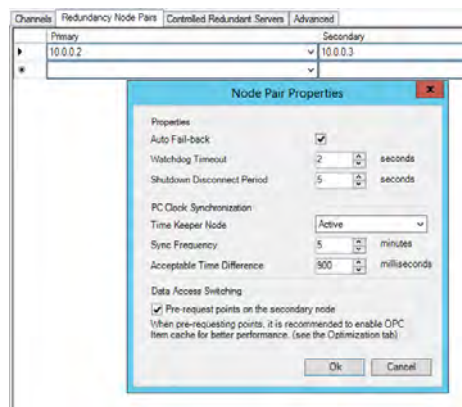 Channels Redundancy Node Pairs Controlled Redundant Servers Advanced
Primary Secondary
10.0.0.2 10.0.0.3
Node Pair Properties x
Properties
Auto Fail-back
Watchdog Timeout 2 seconds
Shutdown Disconnect Period 5 seconds
PC Clock Synchronization
Time Keeper Node Active
Sync Frequency 5 minutes
Acceptable Time Difference 900 milliseconds
Data Access Switching
Pre-request points on the secondary node
When pre-requesting points, it is recommended to enable OPC
Item cache for better performance. (see the Optimization tab)
Ok Cancel